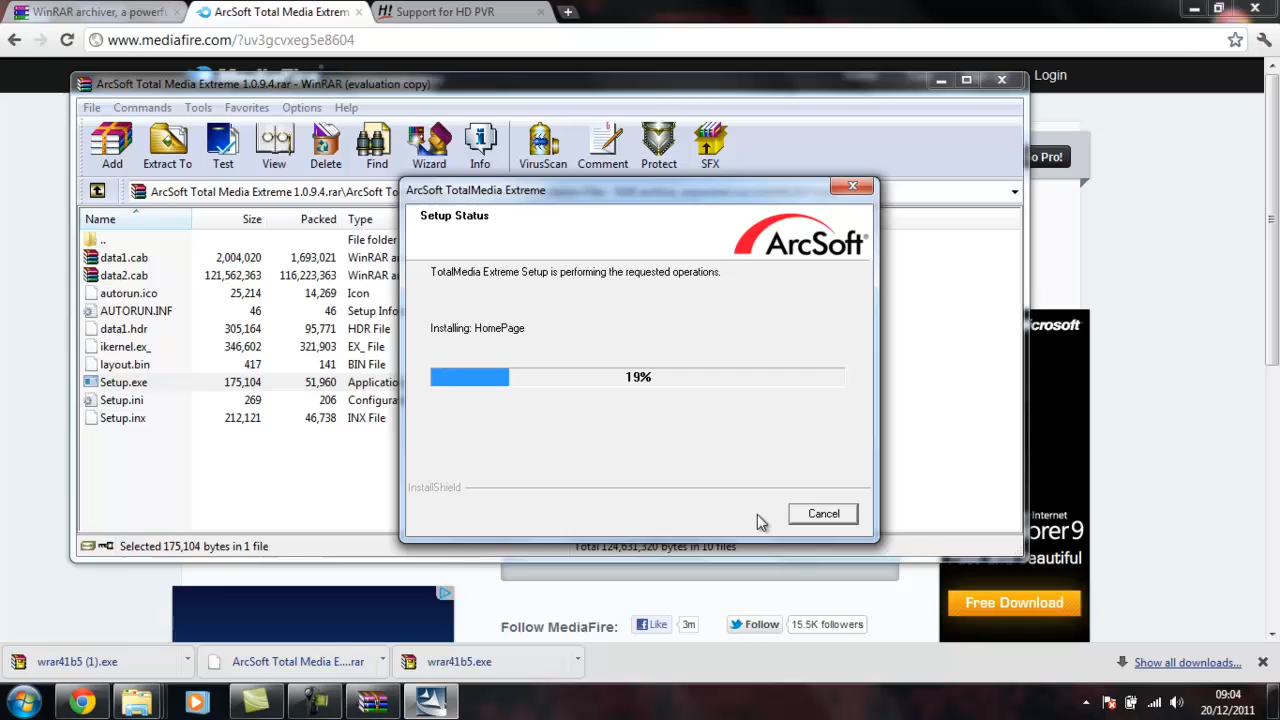 WinRAR archiver, a powerfu
ArcSoft Total Media Extrem
H! Support for HD PVR
www.mediafire.com/?uv3gcvxeg5e8604
Login
ArcSoft Total Media Extreme 1.0.9.4.rar - WinRAR (evaluation copy)
File Commands Tools Favorites Options Help
Add Extract To Test View Delete Find Wizard Info VirusScan Comment Protect SFX
o Pro!
ArcSoft Total Media Extreme 1.0.9.4.rar\ArcSoft To
Name Size Packed Type
.. File folder
data1.cab 2,004,020 1,693,021 WinRAR ar
data2.cab 121,562,363 116,223,363 WinRAR ar
autorun.ico 25,214 14,269 Icon
AUTORUN.INF 46 46 Setup Info
data1.hdr 305,164 95,771 HDR File
ikernel.ex_ 346,602 321,903 EX_ File
layout.bin 417 141 BIN File
Setup.exe 175,104 51,960 Applicatio
Setup.ini 269 206 Configura
Setup.inx 212,121 46,738 INX File
ArcSoft TotalMedia Extreme
Setup Status
ArcSoft®
TotalMedia Extreme Setup is performing the requested operations.
Installing: HomePage
19%
InstallShield
Cancel
Selected 175,104 bytes in 1 file
Total 124,631,320 bytes in 10 files
icrosoft
Internet
orer9
and beautiful
Free Download
Follow MediaFire:
Like 3m
Follow 15.5K followers
wrar41b5 (1).exe
ArcSoft Total Media E....rar
wrar41b5.exe
Show all downloads...
09:04
20/12/2011